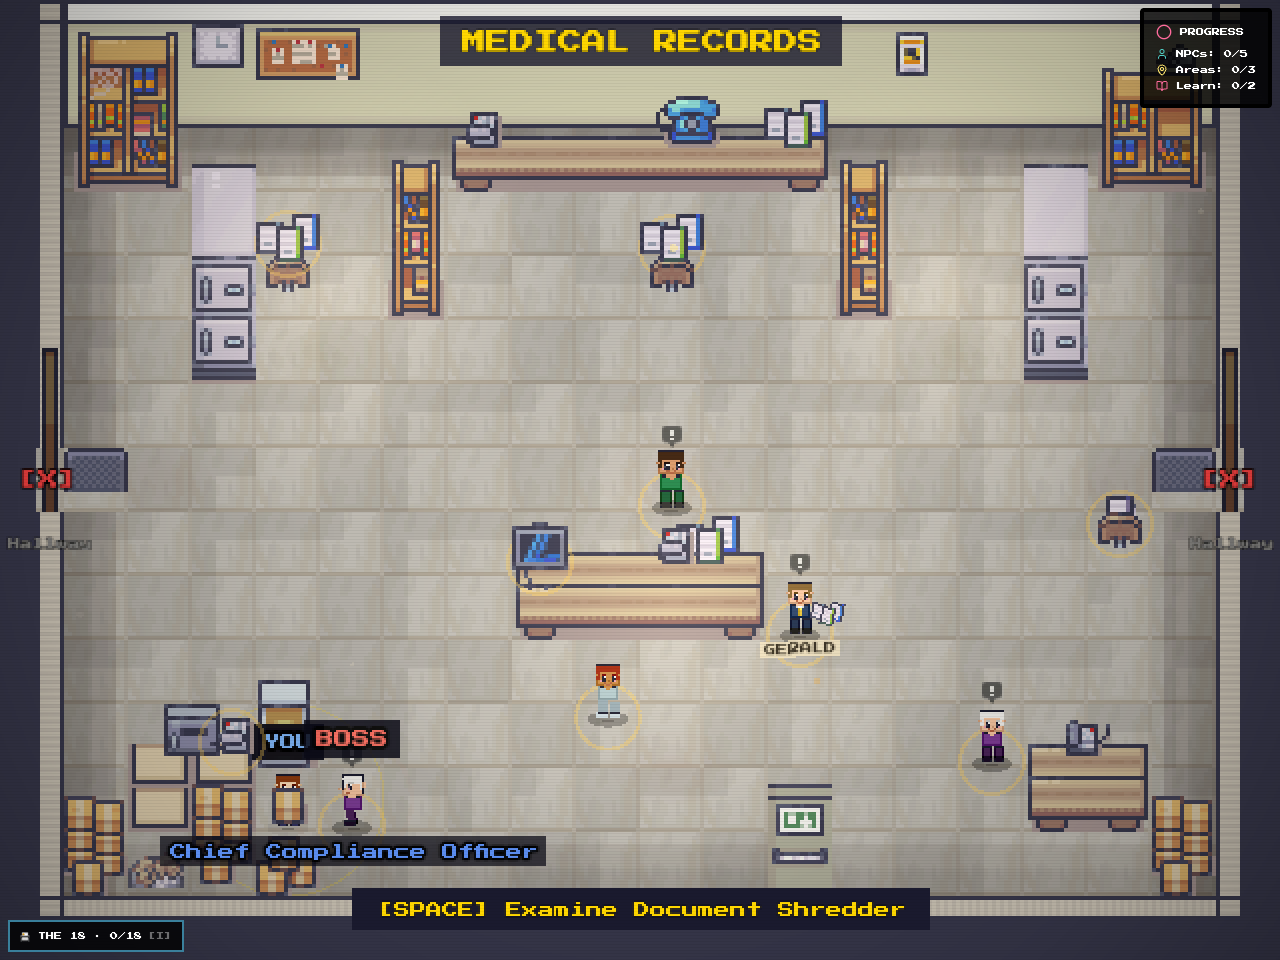 MEDICAL RECORDS
PROGRESS
NPCs: 0/5
Areas: 0/3
Learn: 0/2
[X]
[X]
Hallway
Hallway
GERALD
YOU
BOSS
Chief Compliance Officer
[SPACE] Examine Document Shredder
THE 18 · 0/18 [I]